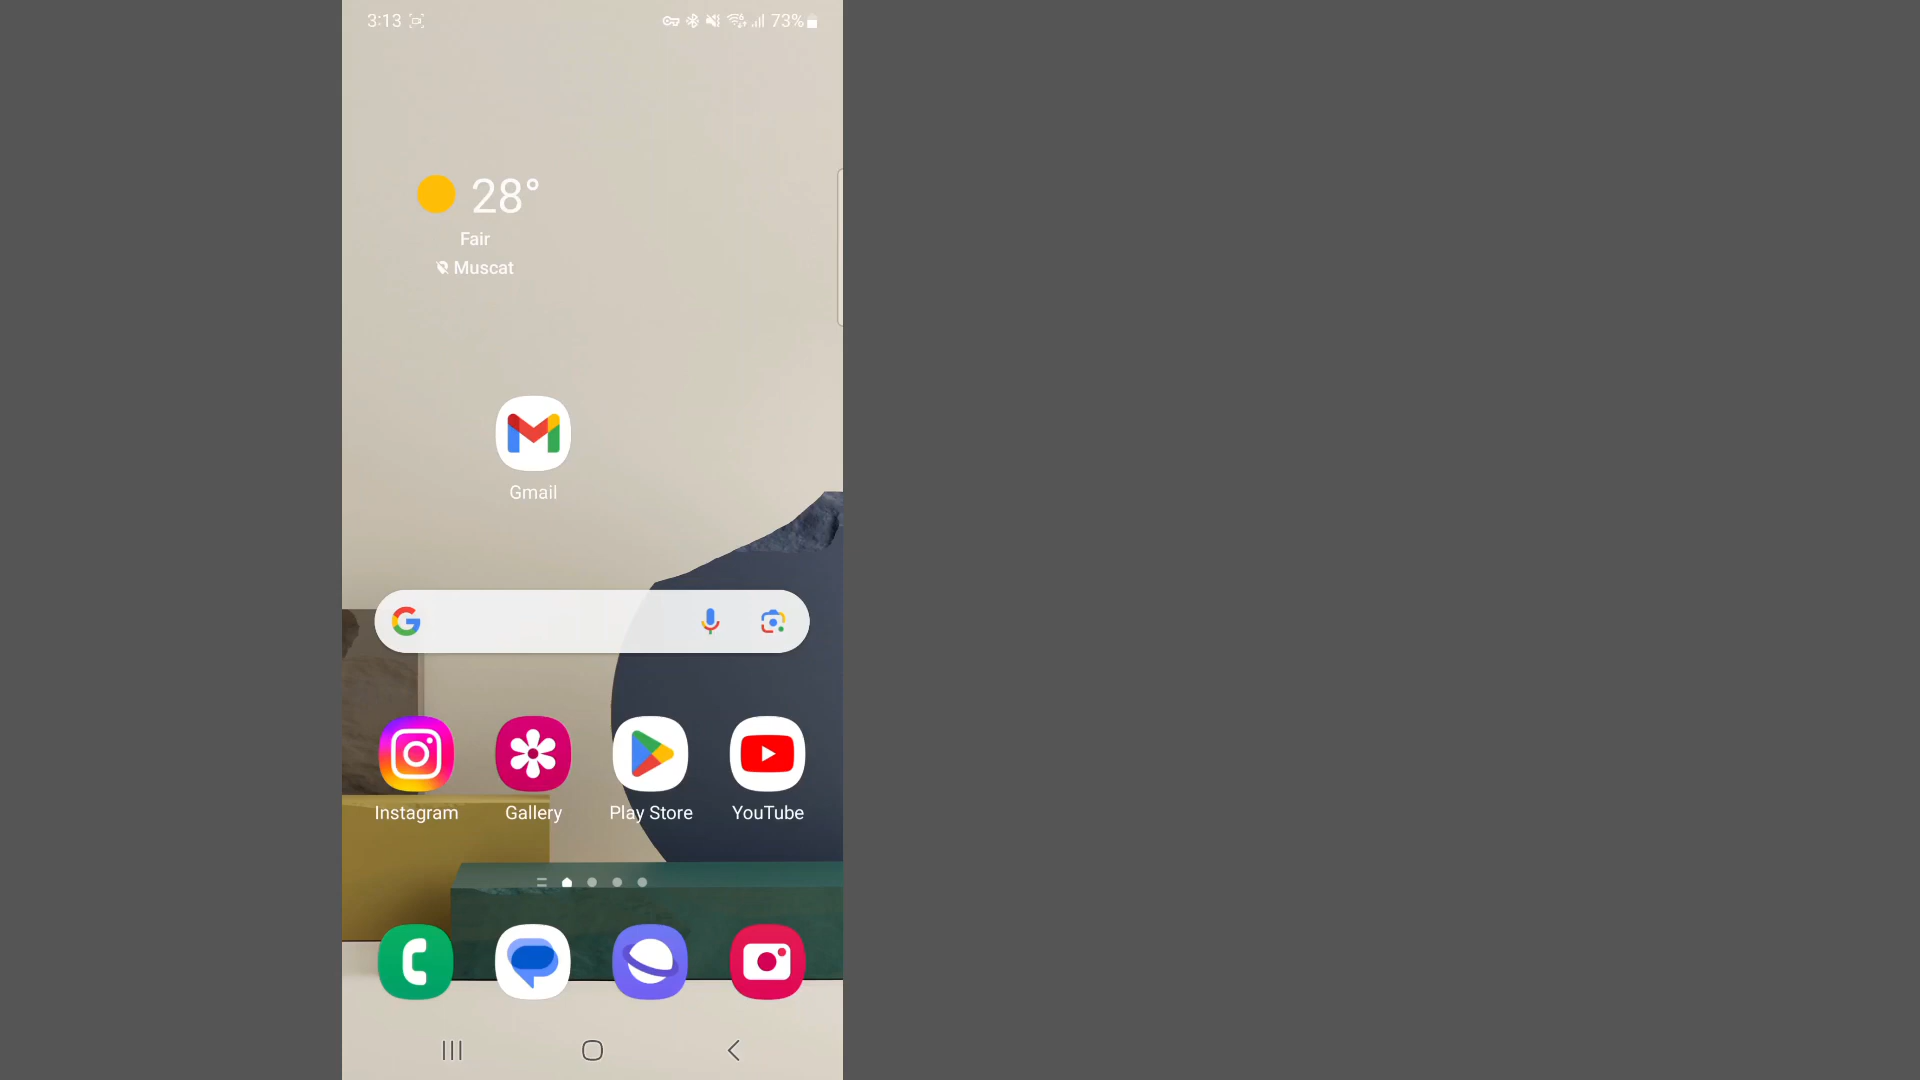 3:13
73%
28°
Fair
Muscat
Gmail
Instagram
Gallery
Play Store
YouTube